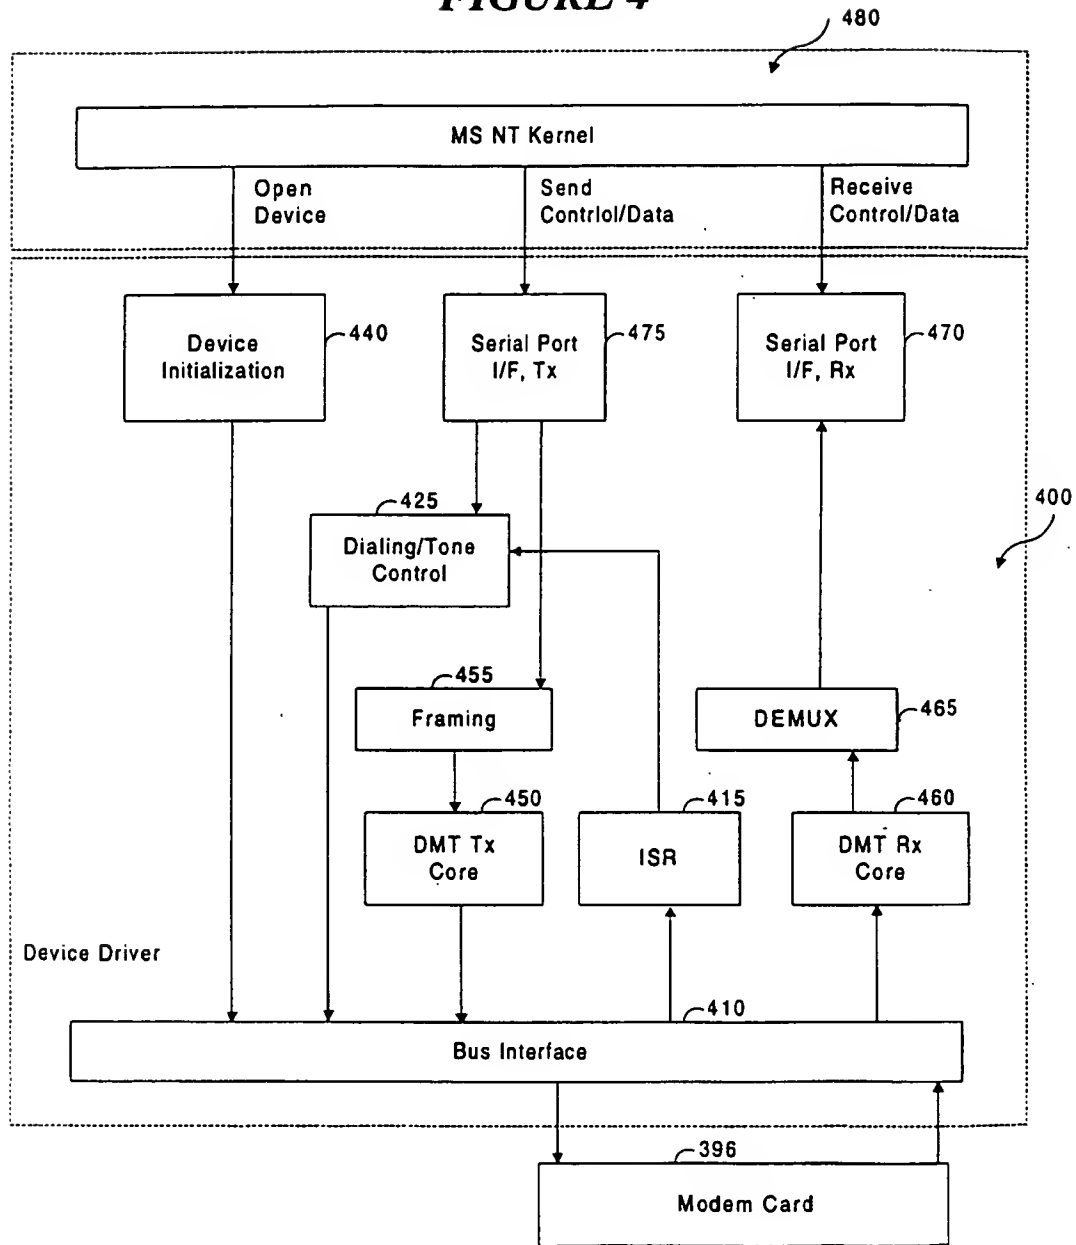 FIGURE 4
480
MS NT Kernel
Open
Device
Send
Contrlol/Data
Receive
Control/Data
Device
Initialization
440
Serial Port
I/F, Tx
475
Serial Port
I/F, Rx
470
400
425
Dialing/Tone
Control
455
Framing
DEMUX
465
450
DMT Tx
Core
415
ISR
460
DMT Rx
Core
Device Driver
410
Bus Interface
396
Modem Card